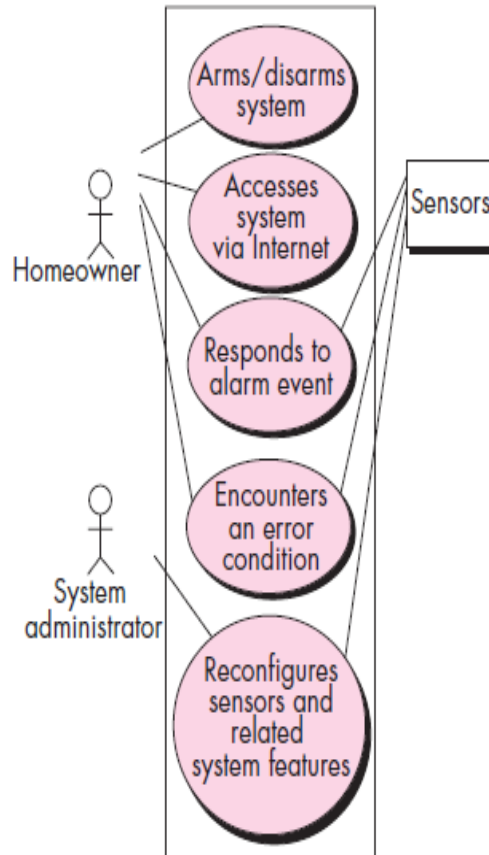 Arms/disarms
system
Accesses
system
via Internet
Sensors
Homeowner
Responds to
alarm event
Encounters
an error
condition
System
administrator
Reconfigures
sensors and
related
system features